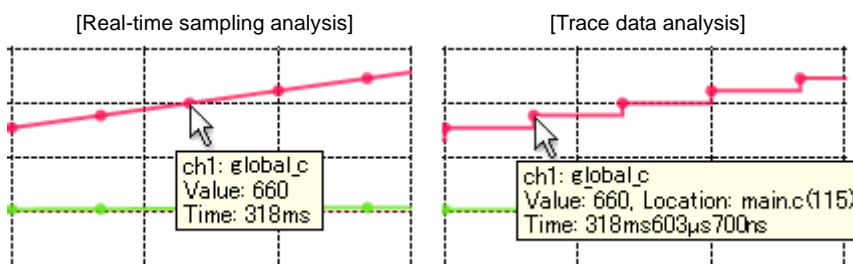 [Real-time sampling analysis]
[Trace data analysis]
ch1: global_c
Value: 660
Time: 318ms
ch1: global_c
Value: 660, Location: main.c(115)
Time: 318ms603µs700ns